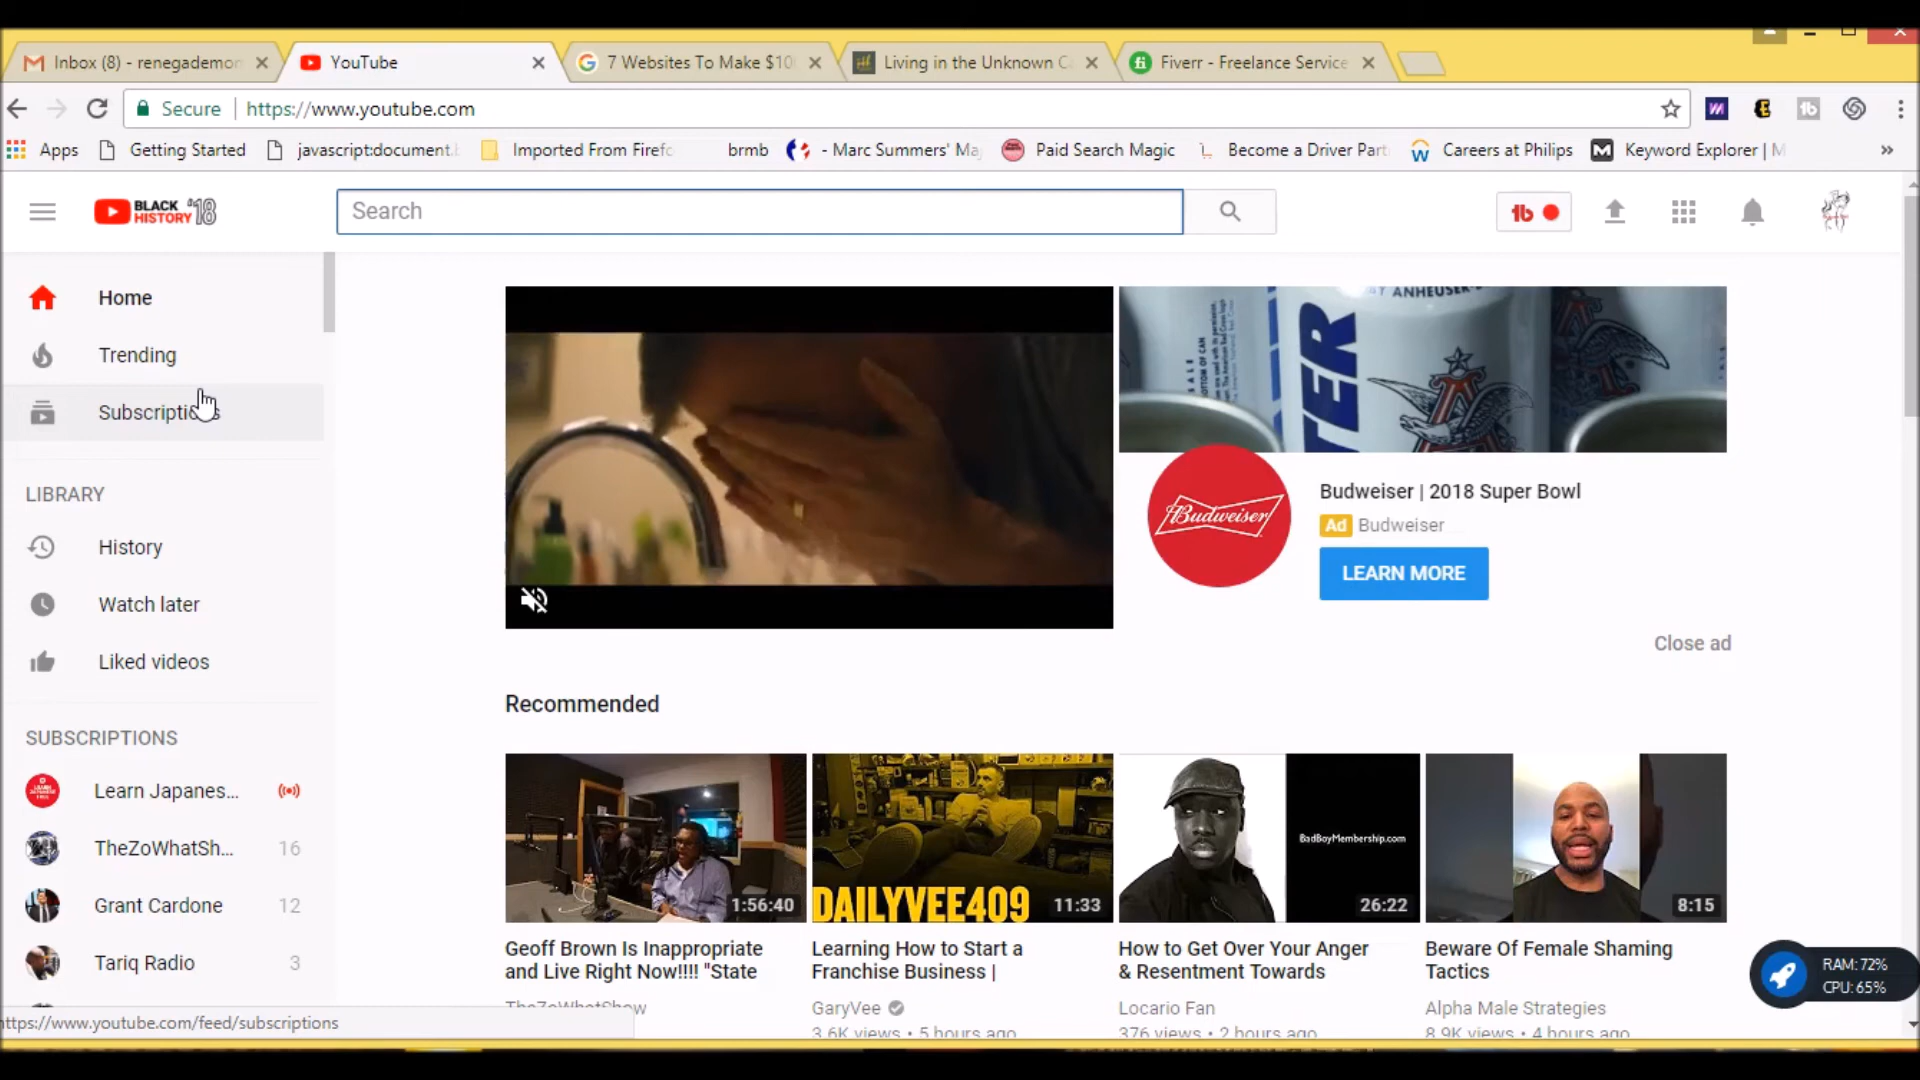 Inbox (8) - renegademon
YouTube
7 Websites To Make $10
Living in the Unknown C
Fiverr - Freelance Service
Secure
https://www.youtube.com
Apps
Getting Started
javascript:document.
Imported From Firefo
brmb
- Marc Summers' Ma
Paid Search Magic
Become a Driver Part
Careers at Philips
Keyword Explorer | M
BLACK HISTORY '18
Search
Home
Trending
Subscriptions
LIBRARY
History
Watch later
Liked videos
SUBSCRIPTIONS
Learn Japanes...
TheZoWhatSh... 16
Grant Cardone 12
Tariq Radio 3
https://www.youtube.com/feed/subscriptions
BY ANHEUSER-B
TER
Budweiser
Budweiser | 2018 Super Bowl
Ad Budweiser
LEARN MORE
Close ad
Recommended
1:56:40
Geoff Brown Is Inappropriate
and Live Right Now!!!! "State
TheZoWhatShow
DAILYVEE409
11:33
Learning How to Start a
Franchise Business |
GaryVee
3.6K views • 5 hours ago
BadBoyMembership.com
26:22
How to Get Over Your Anger
& Resentment Towards
Locario Fan
376 views • 2 hours ago
8:15
Beware Of Female Shaming
Tactics
Alpha Male Strategies
8.9K views • 4 hours ago
RAM: 72%
CPU: 65%